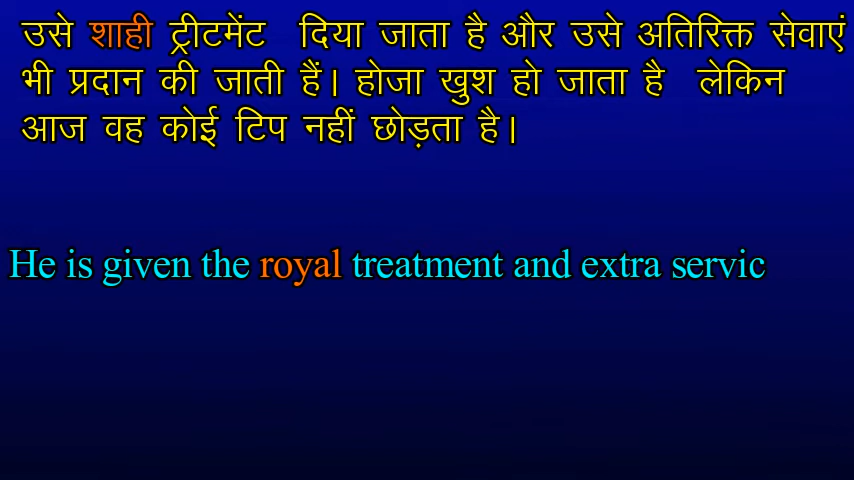 उसे शाही ट्रीटमेंट दिया जाता है और उसे अतिरिक्त सेवाएं
भी प्रदान की जाती हैं। होजा खुश हो जाता है लेकिन
आज वह कोई टिप नहीं छोड़ता है।
He is given the royal treatment and extra servic